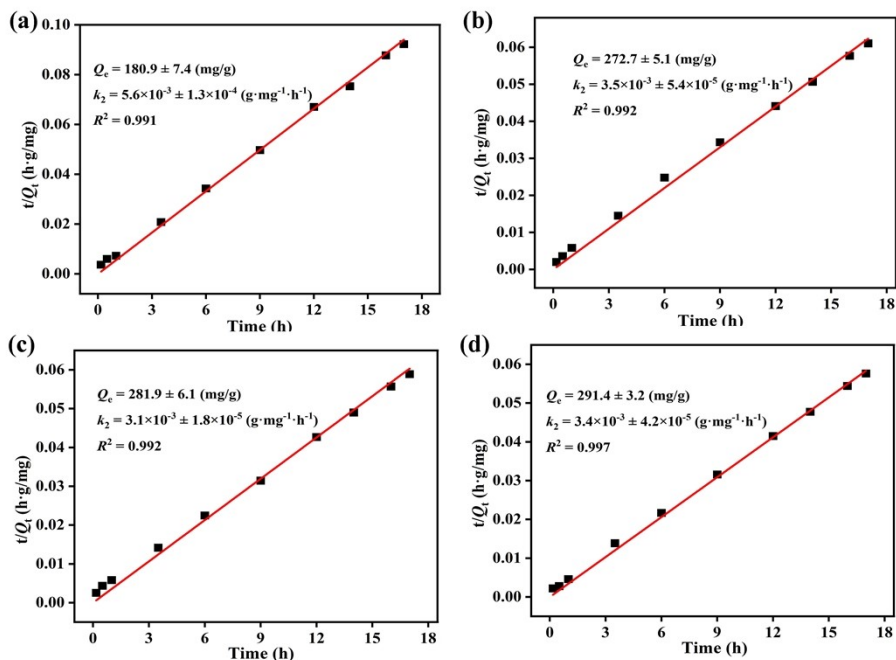 (a)
0.10
0.08
0.06
0.04
0.02
0.00
t/Qt (h·g/mg)
Qe = 180.9 ± 7.4 (mg/g)
k2 = 5.6×10⁻³ ± 1.3×10⁻⁴ (g·mg⁻¹·h⁻¹)
R² = 0.991
0 3 6 9 12 15 18
Time (h)
(b)
0.06
0.05
0.04
0.03
0.02
0.01
0.00
t/Qt (h·g/mg)
Qe = 272.7 ± 5.1 (mg/g)
k2 = 3.5×10⁻³ ± 5.4×10⁻⁵ (g·mg⁻¹·h⁻¹)
R² = 0.992
0 3 6 9 12 15 18
Time (h)
(c)
0.06
0.05
0.04
0.03
0.02
0.01
0.00
t/Qt (h·g/mg)
Qe = 281.9 ± 6.1 (mg/g)
k2 = 3.1×10⁻³ ± 1.8×10⁻⁵ (g·mg⁻¹·h⁻¹)
R² = 0.992
0 3 6 9 12 15 18
Time (h)
(d)
0.06
0.05
0.04
0.03
0.02
0.01
0.00
t/Qt (h·g/mg)
Qe = 291.4 ± 3.2 (mg/g)
k2 = 3.4×10⁻³ ± 4.2×10⁻⁵ (g·mg⁻¹·h⁻¹)
R² = 0.997
0 3 6 9 12 15 18
Time (h)